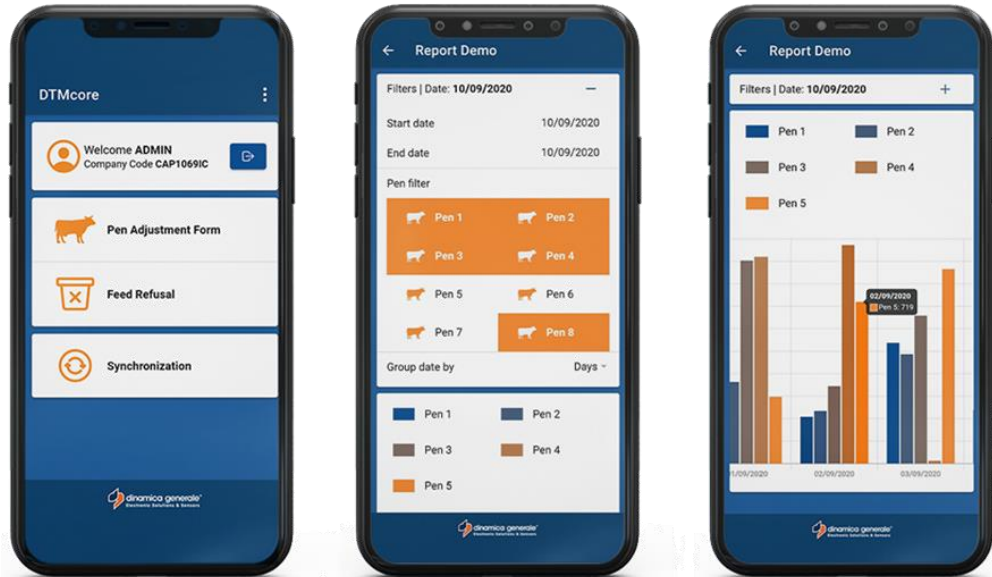 DTMcore
Welcome ADMIN
Company Code CAP1069IC
Pen Adjustment Form
Feed Refusal
Synchronization
dinamica generale®
Electronic Solutions & Sensors
Report Demo
Filters | Date: 10/09/2020
Start date 10/09/2020
End date 10/09/2020
Pen filter
Pen 1 Pen 2
Pen 3 Pen 4
Pen 5 Pen 6
Pen 7 Pen 8
Group date by Days
Pen 1 Pen 2
Pen 3 Pen 4
Pen 5
dinamica generale®
Electronic Solutions & Sensors
Report Demo
Filters | Date: 10/09/2020 +
Pen 1 Pen 2
Pen 3 Pen 4
Pen 5
02/09/2020
Pen 5: 719
1/09/2020 02/09/2020 03/09/2020
dinamica generale®
Electronic Solutions & Sensors